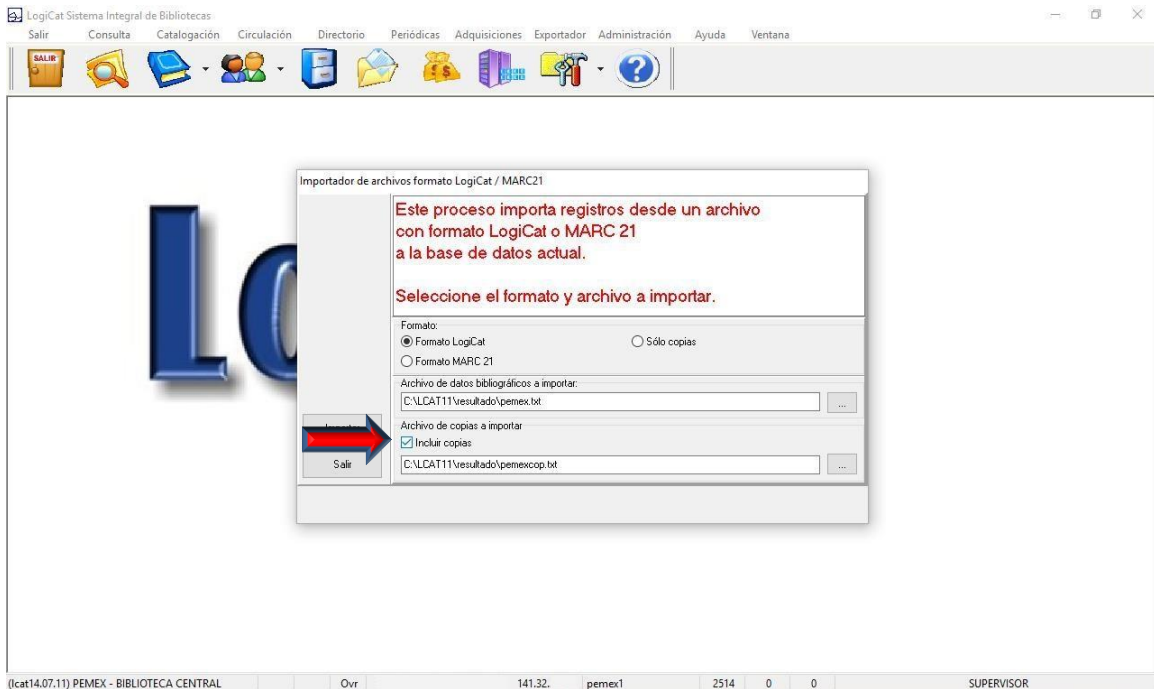 LogiCat Sistema Integral de Bibliotecas
Salir Consulta Catalogación Circulación Directorio Periódicas Adquisiciones Exportador Administración Ayuda Ventana
SALIR
Lo
Importador de archivos formato LogiCat / MARC21
Este proceso importa registros desde un archivo
con formato LogiCat o MARC 21
a la base de datos actual.
Seleccione el formato y archivo a importar.
Formato:
Formato LogiCat Sólo copias
Formato MARC 21
Archivo de datos bibliográficos a importar:
C:\LCAT11\resultado\pemex.txt ...
Archivo de copias a importar
Incluir copias
Salir
C:\LCAT11\resultado\pemexcop.txt ...
(lcat14.07.11) PEMEX - BIBLIOTECA CENTRAL Ovr 141.32. pemex1 2514 0 0 SUPERVISOR